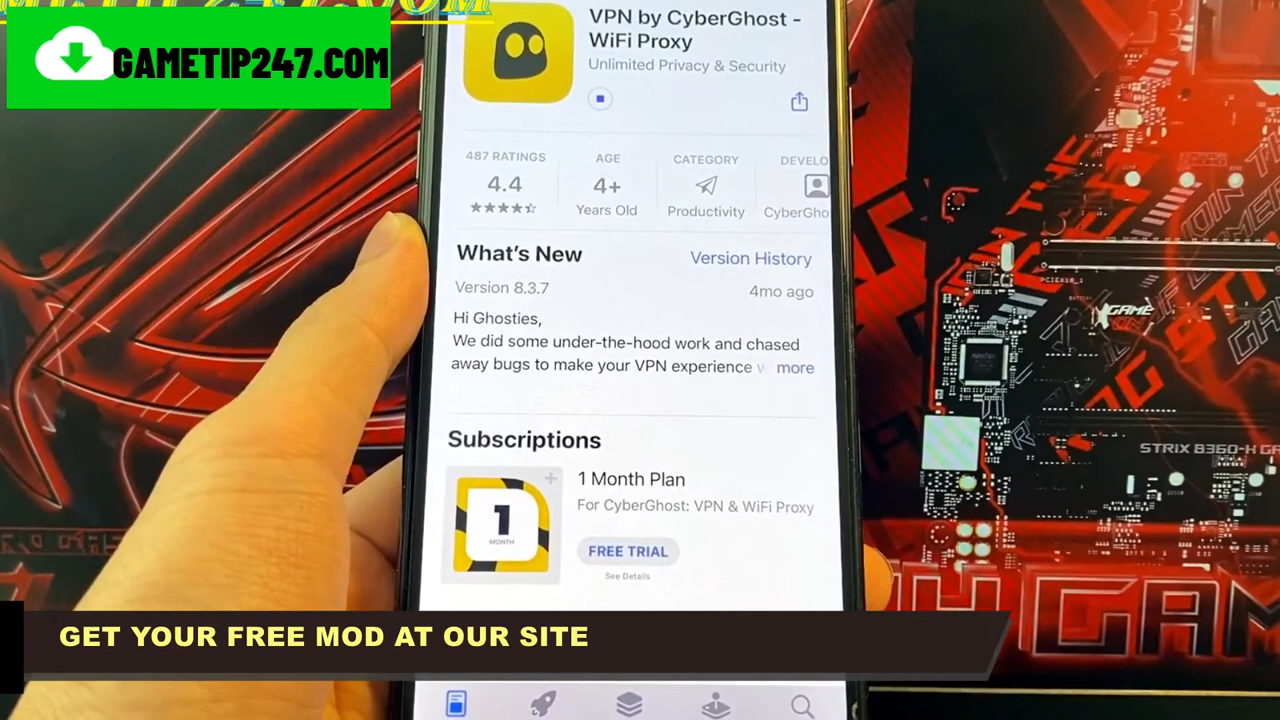 GAMETIP247.COM
VPN by CyberGhost -
WiFi Proxy
Unlimited Privacy & Security
487 RATINGS
4.4
AGE
4+
Years Old
CATEGORY
Productivity
DEVELO
CyberGho
What's New
Version History
Version 8.3.7
4mo ago
Hi Ghosties,
We did some under-the-hood work and chased
away bugs to make your VPN experience
more
Subscriptions
1
MONTH
1 Month Plan
For CyberGhost: VPN & WiFi Proxy
FREE TRIAL
See Details
PCIEX16_1
GAME
STRIX B360-H GA
GET YOUR FREE MOD AT OUR SITE